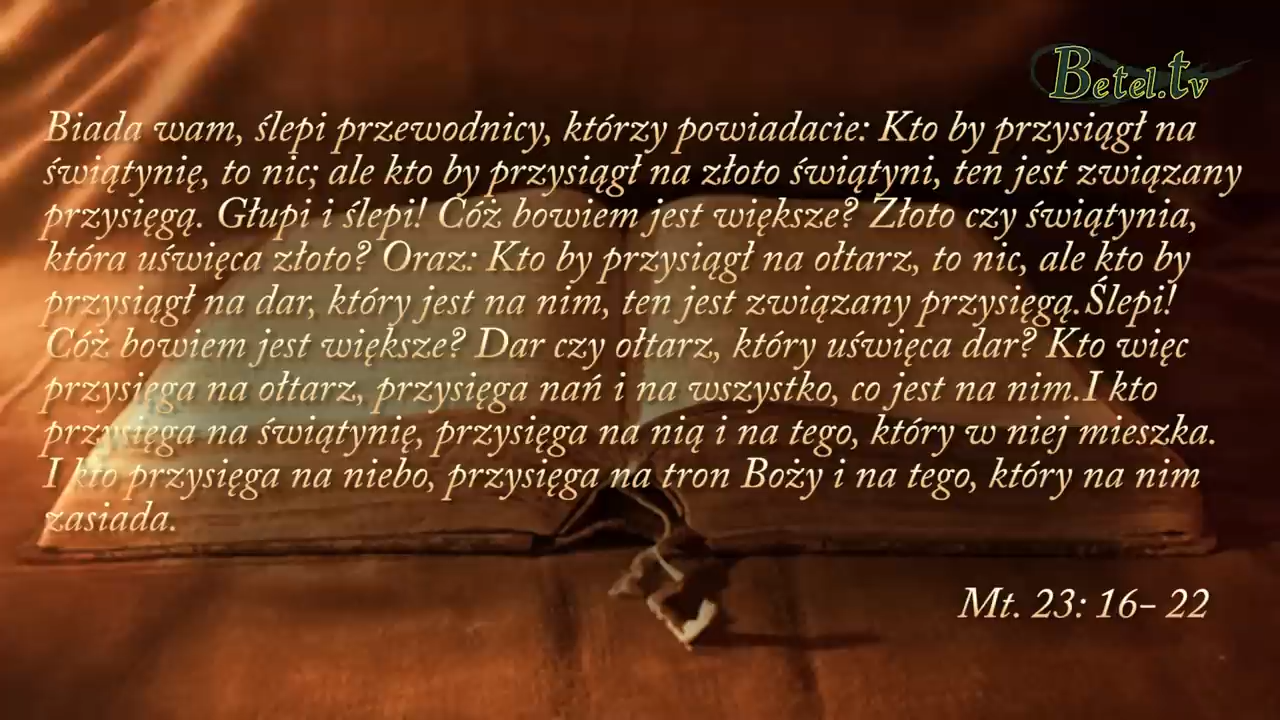 Betel.tv
Biada wam, ślepi przewodnicy, którzy powiadacie: Kto by przysiągł na
świątynię, to nic; ale kto by przysiągł na złoto świątyni, ten jest związany
przysięgą. Głupi i ślepi! Cóż bowiem jest większe? Złoto czy świątynia,
która uświęca złoto? Oraz: Kto by przysiągł na ołtarz, to nic, ale kto by
przysiągł na dar, który jest na nim, ten jest związany przysięgą.Ślepi!
Cóż bowiem jest większe? Dar czy ołtarz, który uświęca dar? Kto więc
przysięga na ołtarz, przysięga nań i na wszystko, co jest na nim.I kto
przysięga na świątynię, przysięga na nią i na tego, który w niej mieszka.
I kto przysięga na niebo, przysięga na tron Boży i na tego, który na nim
zasiada.
Mt. 23: 16- 22